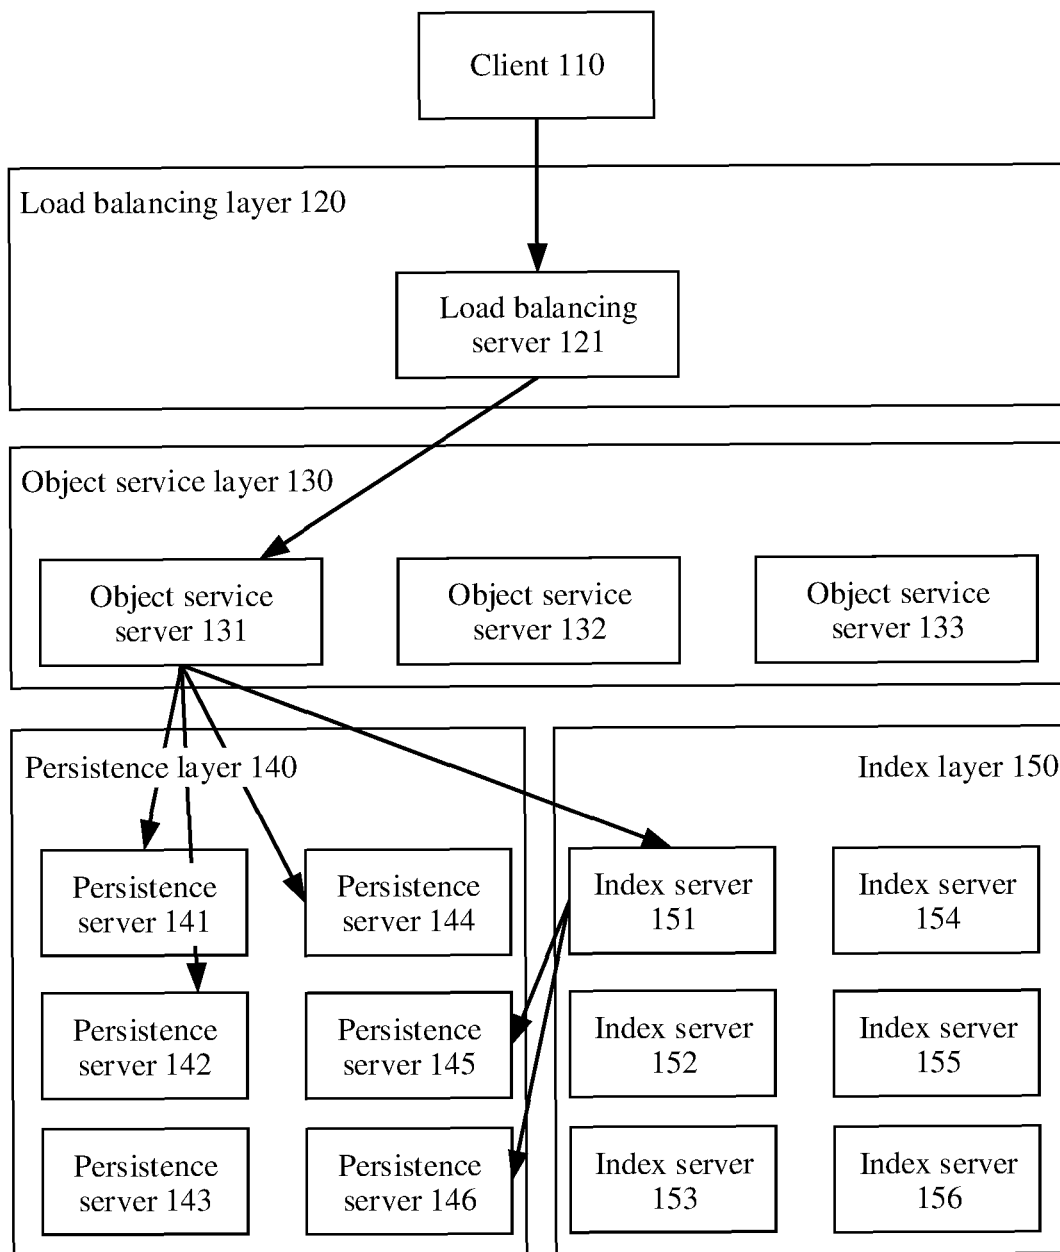 Client 110
Load balancing layer 120
Load balancing
server 121
Object service layer 130
Object service
server 131
Object service
server 132
Object service
server 133
Persistence layer 140
Index layer 150
Persistence
server 141
Persistence
server 144
Index server
151
Index server
154
Persistence
server 142
Persistence
server 145
Index server
152
Index server
155
Persistence
server 143
Persistence
server 146
Index server
153
Index server
156